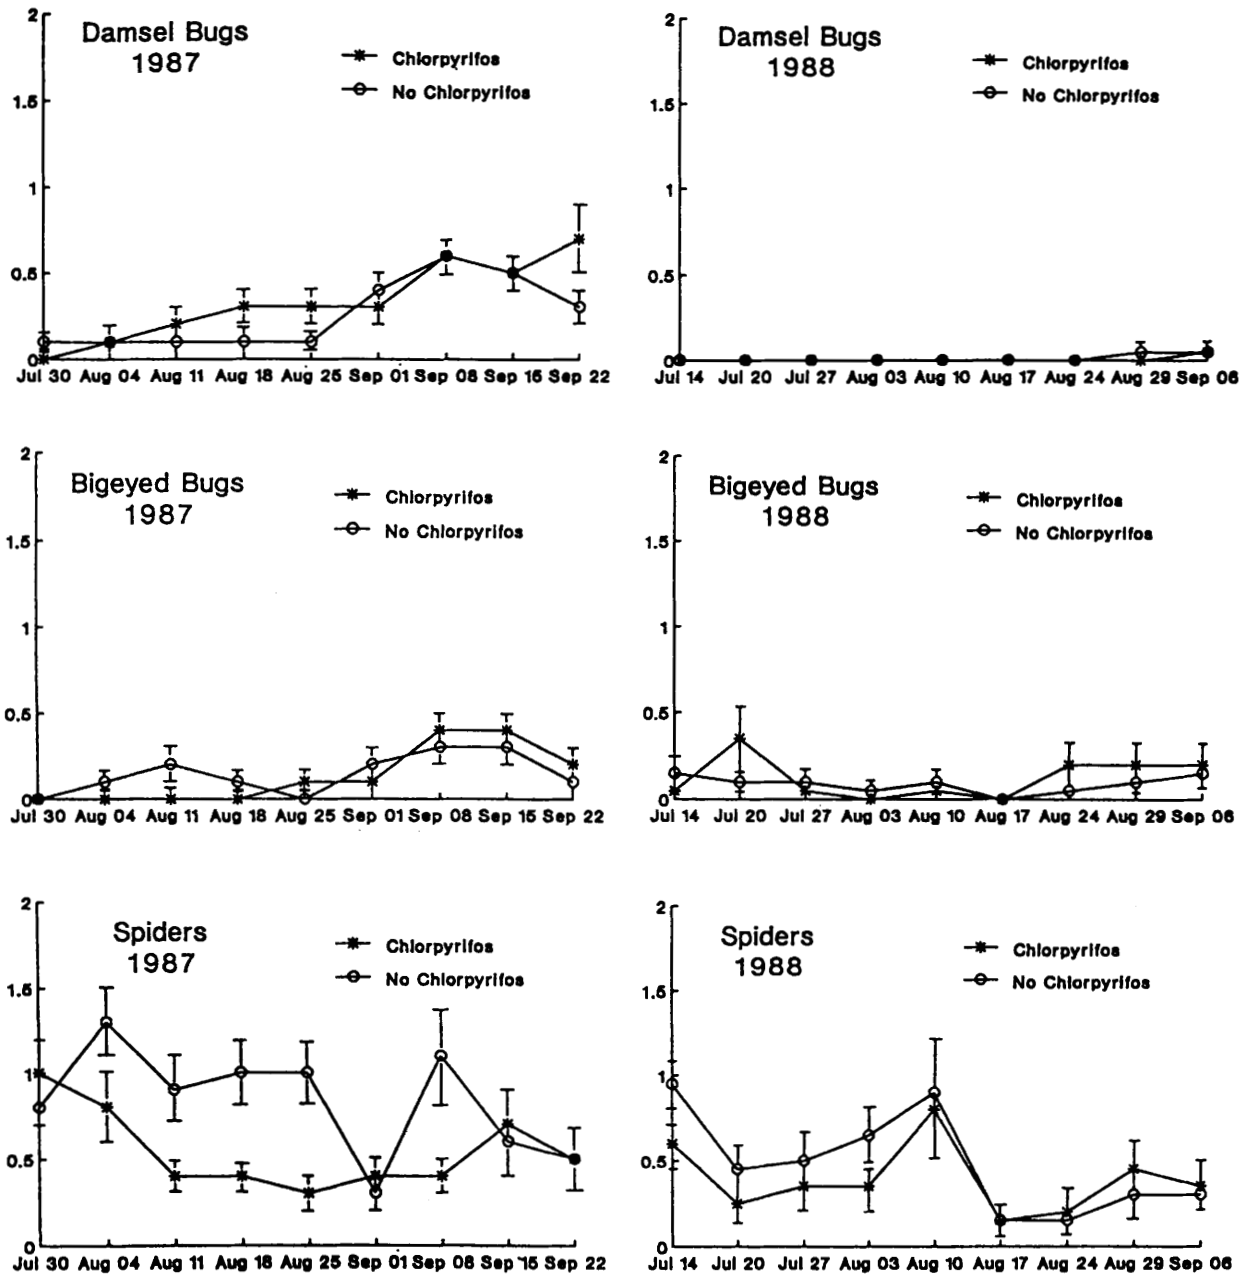 2
Damsel Bugs
1987
Chlorpyrifos
No Chlorpyrifos
1.5
1
0.5
0
Jul 30 Aug 04 Aug 11 Aug 18 Aug 25 Sep 01 Sep 08 Sep 15 Sep 22
2
Damsel Bugs
1988
Chlorpyrifos
No Chlorpyrifos
1.5
1
0.5
0
Jul 14 Jul 20 Jul 27 Aug 03 Aug 10 Aug 17 Aug 24 Aug 29 Sep 06
2
Bigeyed Bugs
1987
Chlorpyrifos
No Chlorpyrifos
1.5
1
0.5
0
Jul 30 Aug 04 Aug 11 Aug 18 Aug 25 Sep 01 Sep 08 Sep 15 Sep 22
2
Bigeyed Bugs
1988
Chlorpyrifos
No Chlorpyrifos
1.5
1
0.5
0
Jul 14 Jul 20 Jul 27 Aug 03 Aug 10 Aug 17 Aug 24 Aug 29 Sep 06
2
Spiders
1987
Chlorpyrifos
No Chlorpyrifos
1.5
1
0.5
0
Jul 30 Aug 04 Aug 11 Aug 18 Aug 25 Sep 01 Sep 08 Sep 15 Sep 22
2
Spiders
1988
Chlorpyrifos
No Chlorpyrifos
1.5
1
0.5
0
Jul 14 Jul 20 Jul 27 Aug 03 Aug 10 Aug 17 Aug 24 Aug 29 Sep 06